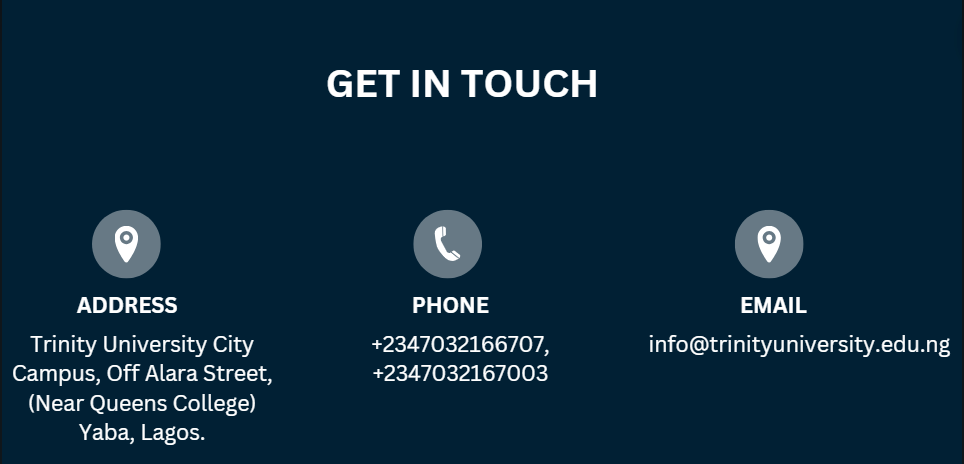 GET IN TOUCH
ADDRESS
Trinity University City
Campus, Off Alara Street,
(Near Queens College)
Yaba, Lagos.
PHONE
+2347032166707,
+2347032167003
EMAIL
info@trinityuniversity.edu.ng